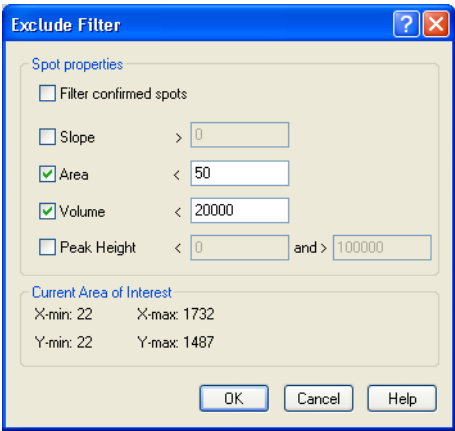 Exclude Filter
Spot properties
Filter confirmed spots
Slope > 0
Area < 50
Volume < 20000
Peak Height < 0 and > 100000
Current Area of Interest
X-min: 22 X-max: 1732
Y-min: 22 Y-max: 1487
OK Cancel Help